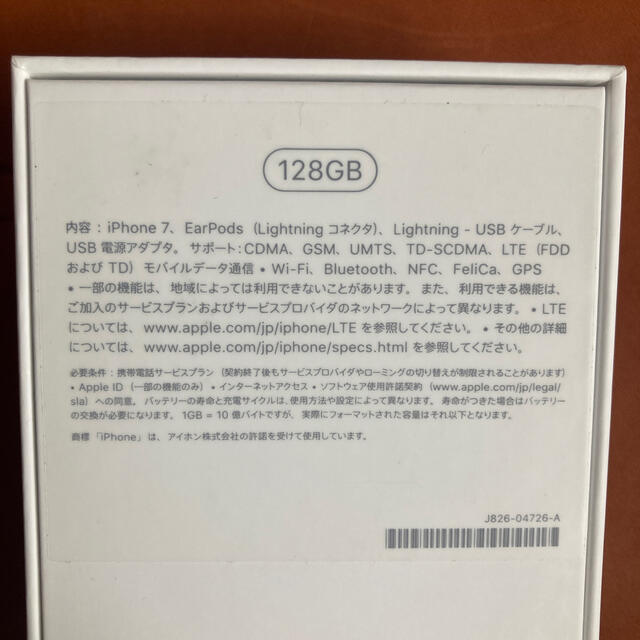 128GB
内容：iPhone 7、EarPods（Lightning コネクタ）、Lightning - USB ケーブル、
USB 電源アダプタ。 サポート：CDMA、GSM、UMTS、TD-SCDMA、LTE（FDD
および TD）モバイルデータ通信 • Wi-Fi、Bluetooth、NFC、FeliCa、GPS
• 一部の機能は、地域によっては利用できないことがあります。また、利用できる機能は、
ご加入のサービスプランおよびサービスプロバイダのネットワークによって異なります。• LTE
については、www.apple.com/jp/iphone/LTE を参照してください。• その他の詳細
については、www.apple.com/jp/iphone/specs.html を参照してください。
必要条件：携帯電話サービスプラン（契約終了後もサービスプロバイダやローミングの切り替えが制限されることがあります）
• Apple ID（一部の機能のみ）• インターネットアクセス • ソフトウェア使用許諾契約（www.apple.com/jp/legal/
sla）への同意。バッテリーの寿命と充電サイクルは、使用方法や設定によって異なります。寿命がつきた場合はバッテリー
の交換が必要になります。1GB = 10 億バイトですが、実際にフォーマットされた容量はそれ以下となります。
商標「iPhone」は、アイホン株式会社の許諾を受けて使用しています。
J826-04726-A